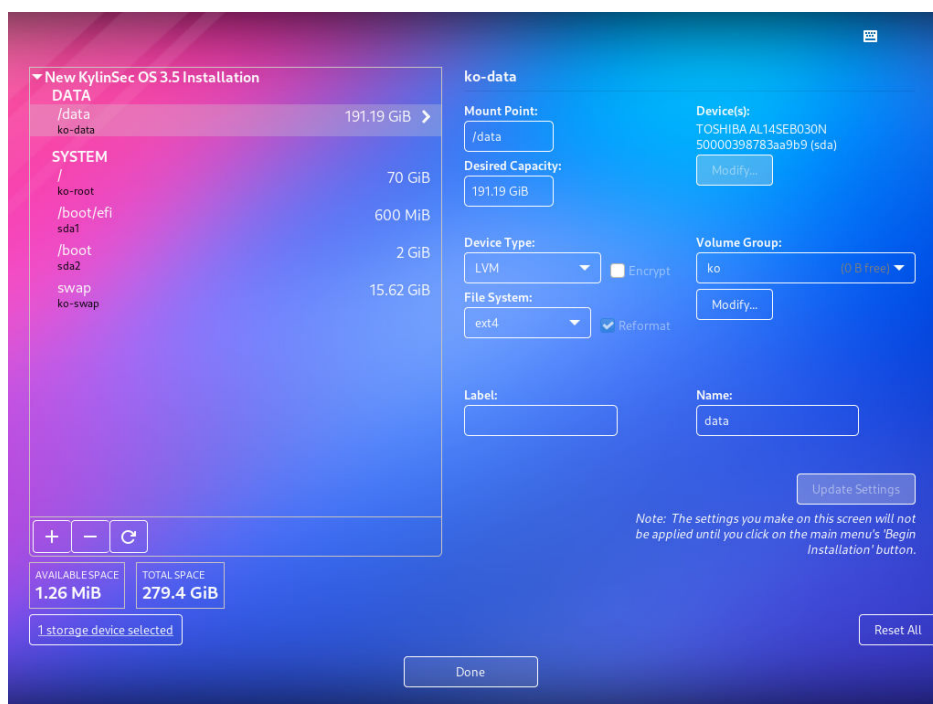 New KylinSec OS 3.5 Installation
DATA
/data
191.19 GiB
ko-data
SYSTEM
/
70 GiB
ko-root
/boot/efi
600 MiB
sda1
/boot
2 GiB
sda2
swap
15.62 GiB
ko-swap
AVAILABLE SPACE
1.26 MiB
TOTAL SPACE
279.4 GiB
1 storage device selected
ko-data
Mount Point:
/data
Desired Capacity:
191.19 GiB
Device(s):
TOSHIBA AL14SEB030N
50000398783aa9b9 (sda)
Modify...
Device Type:
LVM
Encrypt
File System:
ext4
Reformat
Volume Group:
ko (0 B free)
Modify...
Label:
Name:
data
Update Settings
Note: The settings you make on this screen will not
be applied until you click on the main menu's 'Begin
Installation' button.
Reset All
Done